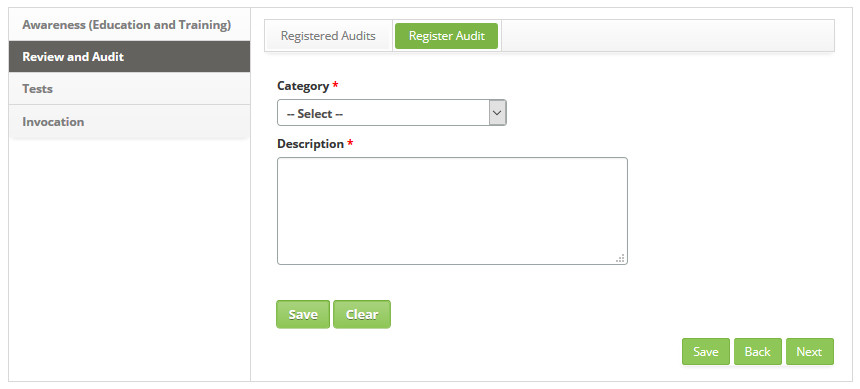 Awareness (Education and Training)
Review and Audit
Tests
Invocation
Registered Audits Register Audit
Category *
-- Select --
Description *
Save Clear
Save Back Next